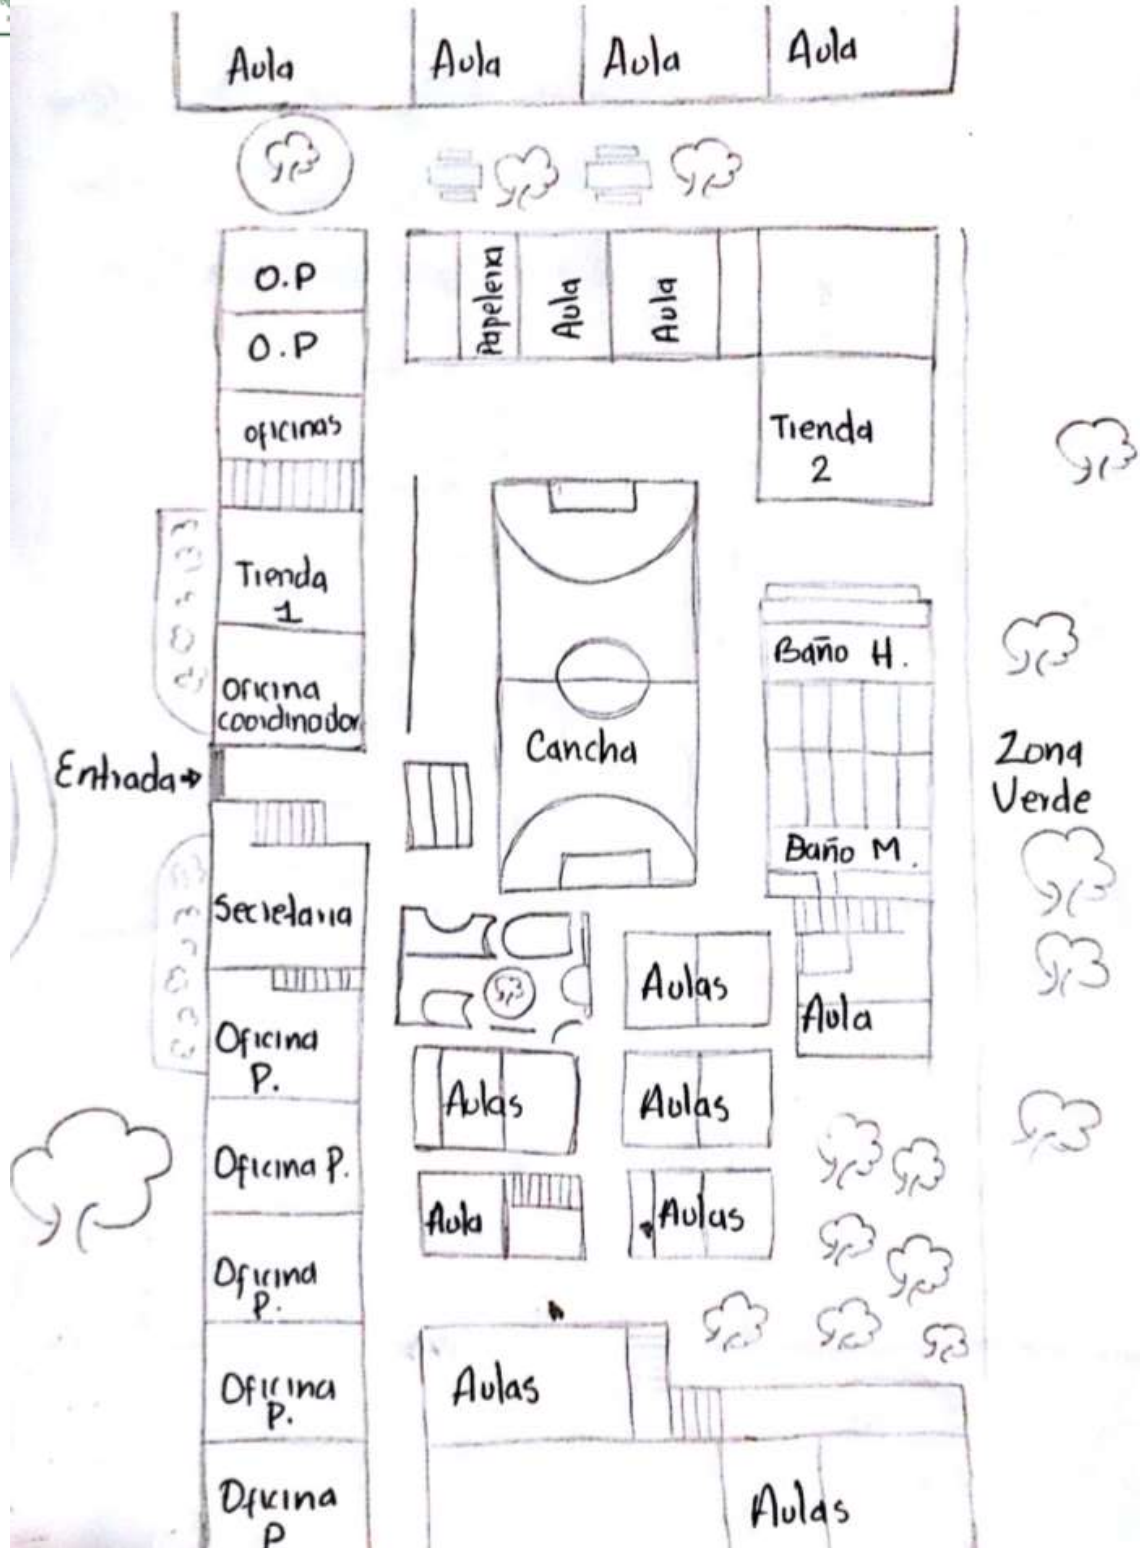 Aula
Aula
Aula
Aula
O.P
O.P
oficinas
Papeleria
Aula
Aula
Tienda
2
Tienda
1
Oficina
coordinador
Entrada
Cancha
Baño H.
Zona
Verde
Baño M.
Secretaria
Aulas
Aula
Oficina
P.
Aulas
Aulas
Oficina P.
Aula
Aulas
Oficina
P.
Aulas
Oficina
P.
Oficina
P
Aulas